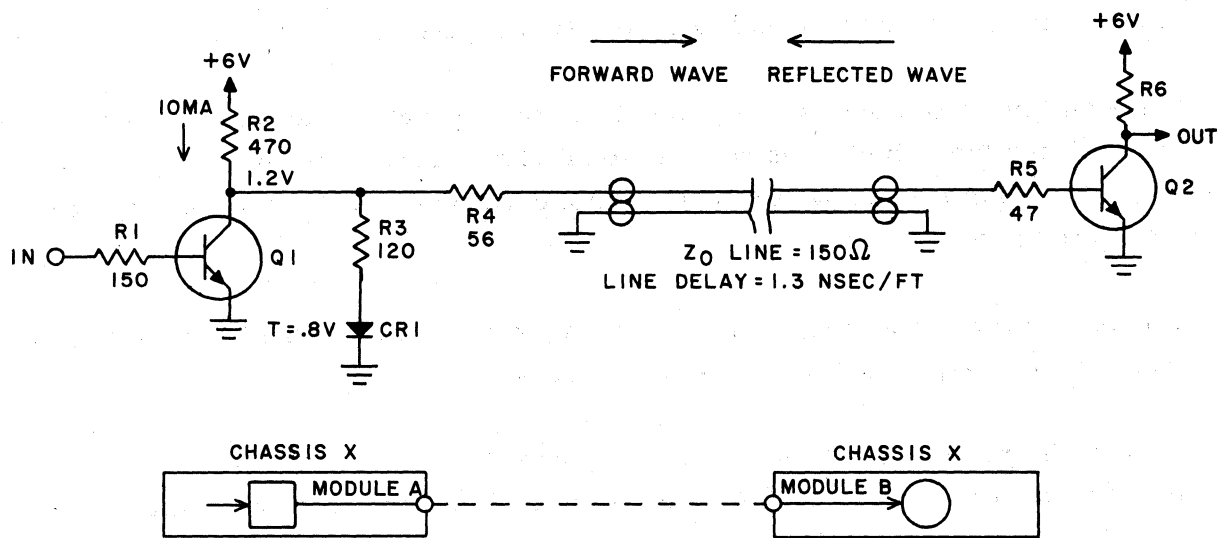 +6V
10MA
R2
470
1.2V
IN
R1
150
Q1
R3
120
T=.8V
CR1
R4
56
FORWARD WAVE
REFLECTED WAVE
Z0 LINE = 150Ω
LINE DELAY = 1.3 NSEC/FT
R5
47
+6V
R6
OUT
Q2
CHASSIS X
MODULE A
CHASSIS X
MODULE B